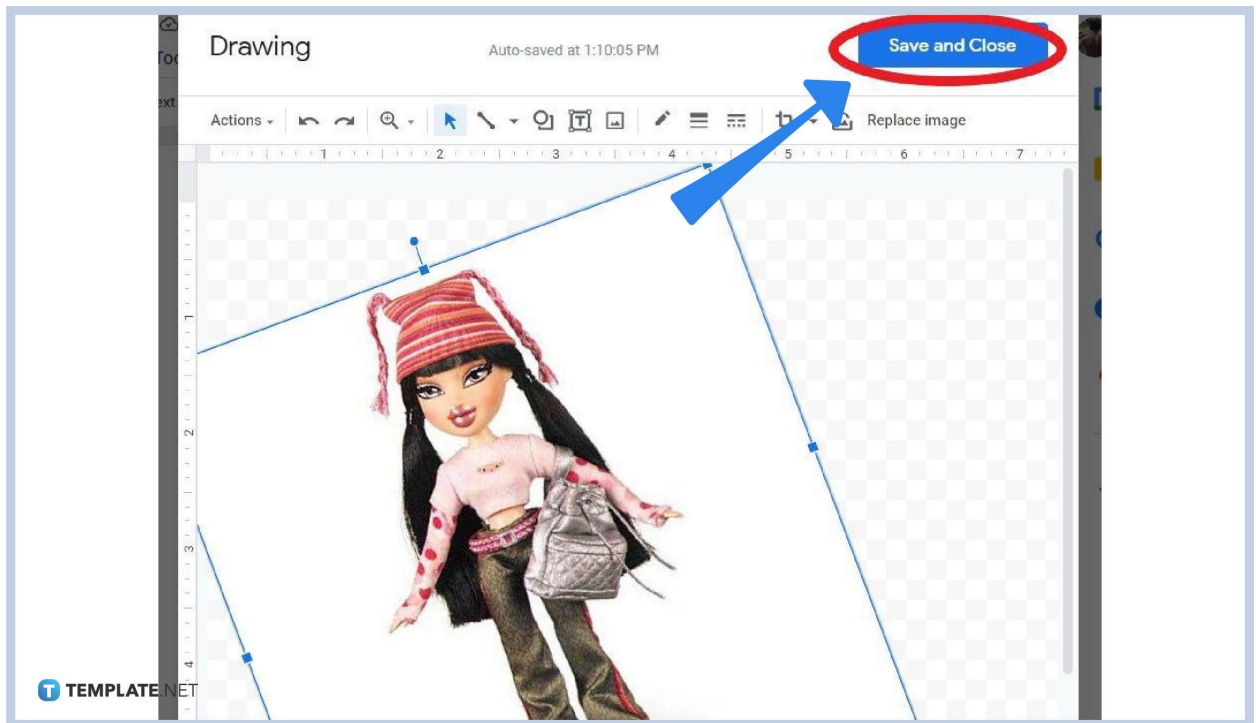 Drawing
Auto-saved at 1:10:05 PM
Save and Close
Actions
Replace image
1 2 3 4 5 6 7
1
2
3
4
TEMPLATE.NET